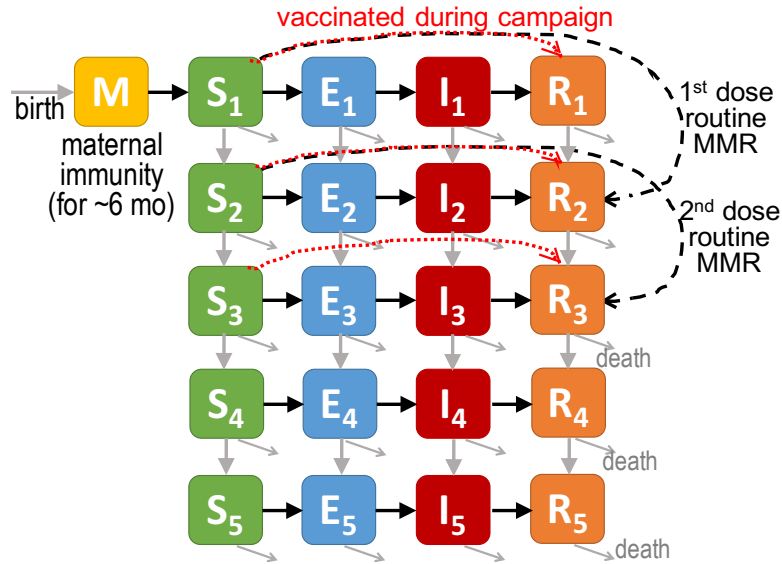 vaccinated during campaign
birth
M
S1
E1
I1
R1
1st dose
routine
MMR
maternal
immunity
(for ~6 mo)
S2
E2
I2
R2
2nd dose
routine
MMR
S3
E3
I3
R3
death
S4
E4
I4
R4
death
S5
E5
I5
R5
death